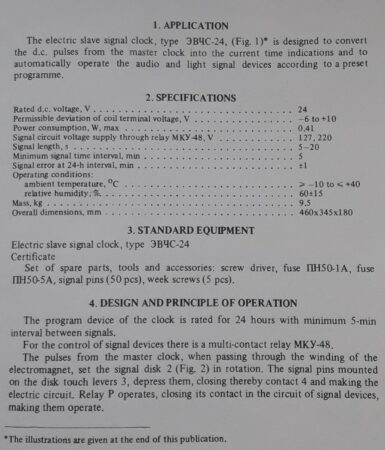 1. APPLICATION
The electric slave signal clock, type ЭВЧС-24, (Fig. 1)* is designed to convert
the d.c. pulses from the master clock into the current time indications and to
automatically operate the audio and light signal devices according to a preset
programme.
2. SPECIFICATIONS
Rated d.c. voltage, V . . . . . . . . . . . . . . . . . . . . 24
Permissible deviation of coil terminal voltage, V . . . . . . . . . . −6 to +10
Power consumption, W, max . . . . . . . . . . . . . . . . . 0,41
Signal circuit voltage supply through relay МКУ-48, V . . . . . . . . 127, 220
Signal length, s . . . . . . . . . . . . . . . . . . . . . . 5−20
Minimum signal time interval, min . . . . . . . . . . . . . . . 5
Signal error at 24-h interval, min . . . . . . . . . . . . . . . ±1
Operating conditions:
ambient temperature, °C . . . . . . . . . . . . . . . . . ⩾ −10 to ⩽ +40
relative humidity, % . . . . . . . . . . . . . . . . . . . 60±15
Mass, kg . . . . . . . . . . . . . . . . . . . . . . . . . 9,5
Overall dimensions, mm . . . . . . . . . . . . . . . . . . . 460x345x180
3. STANDARD EQUIPMENT
Electric slave signal clock, type ЭВЧС-24
Certificate
Set of spare parts, tools and accessories: screw driver, fuse ПН50-1А, fuse
ПН50-5А, signal pins (50 pcs), week screws (5 pcs).
4. DESIGN AND PRINCIPLE OF OPERATION
The program device of the clock is rated for 24 hours with minimum 5-min
interval between signals.
For the control of signal devices there is a multi-contact relay МКУ-48.
The pulses from the master clock, when passing through the winding of the
electromagnet, set the signal disk 2 (Fig. 2) in rotation. The signal pins mounted
on the disk touch levers 3, depress them, closing thereby contact 4 and making the
electric circuit. Relay P operates, closing its contact in the circuit of signal devices,
making them operate.
*The illustrations are given at the end of this publication.